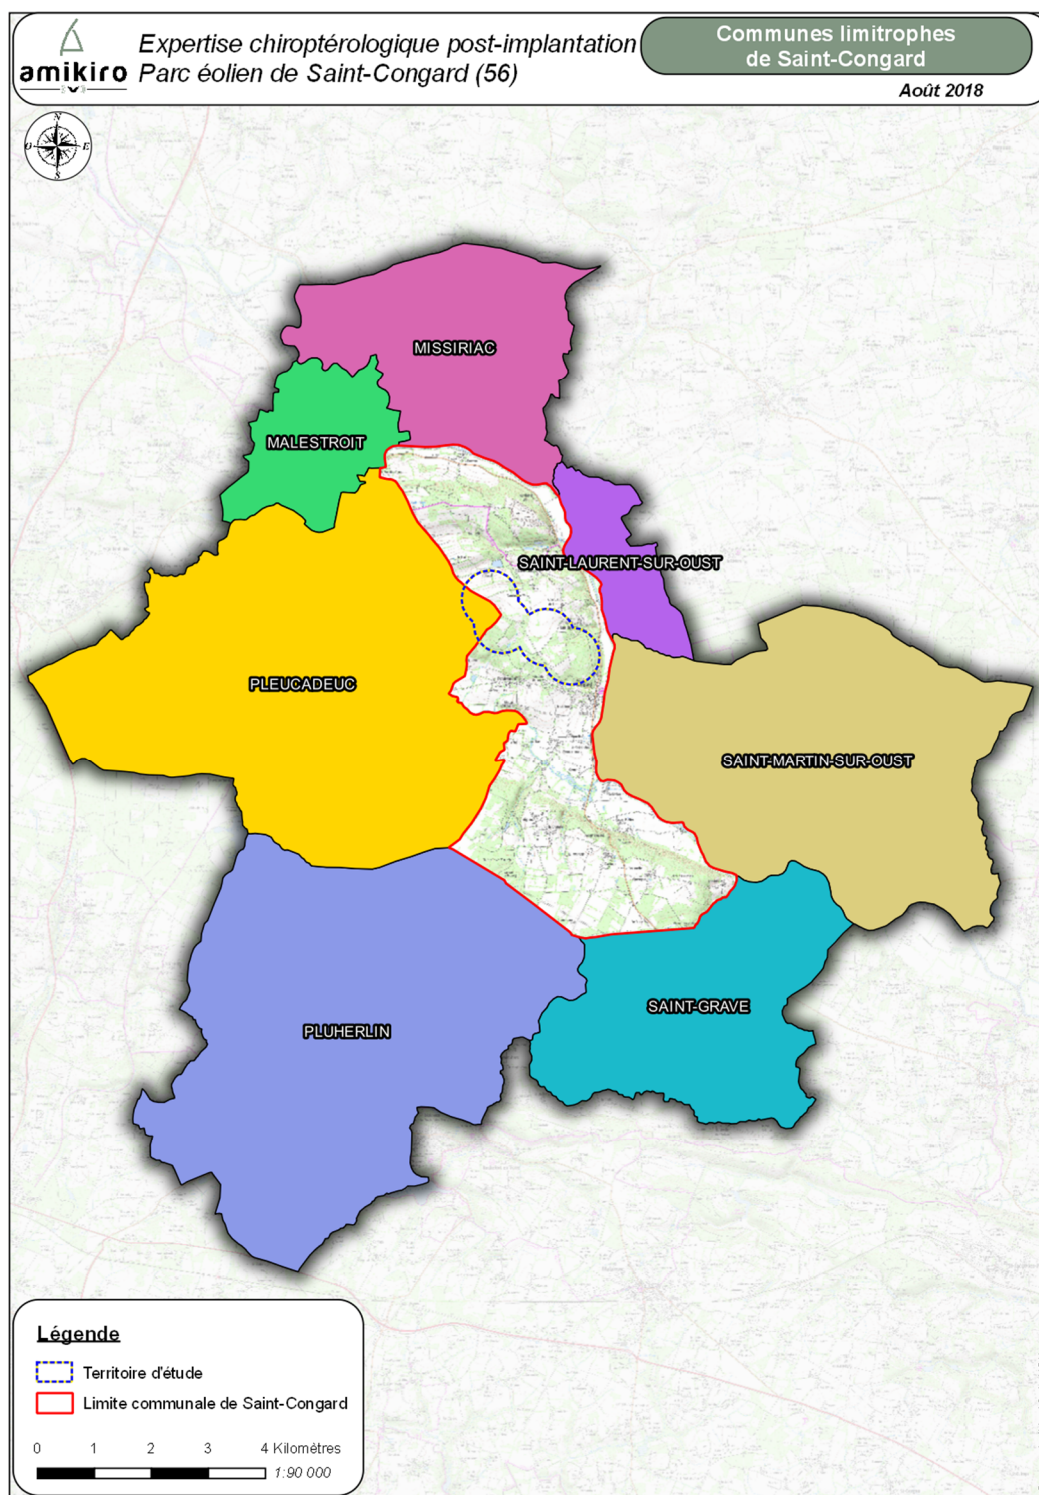 amikiro
Expertise chiroptérologique post-implantation
Parc éolien de Saint-Congard (56)
Communes limitrophes
de Saint-Congard
Août 2018
N
O
E
S
MISSIRIAC
MALESTROIT
SAINT-LAURENT-SUR-OUST
PLEUCADEUC
SAINT-MARTIN-SUR-OUST
SAINT-GRAVE
PLUHERLIN
Légende
Territoire d'étude
Limite communale de Saint-Congard
0 1 2 3 4 Kilomètres
1:90 000